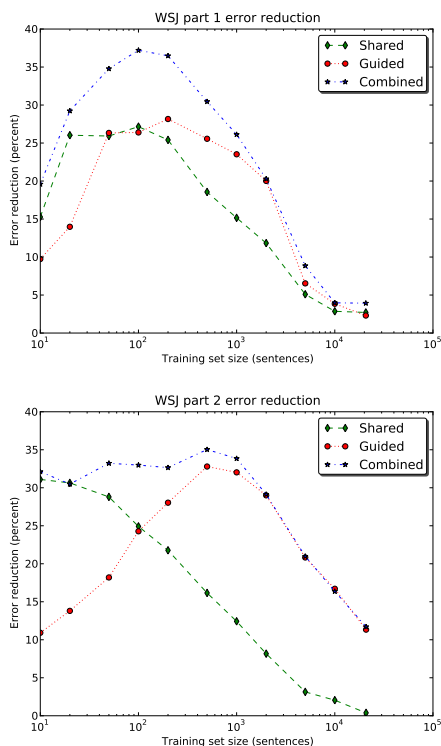 WSJ part 1 error reduction
40
35
30
25
20
15
10
5
0
Error reduction (percent)
Shared
Guided
Combined
10^1 10^2 10^3 10^4 10^5
Training set size (sentences)
WSJ part 2 error reduction
40
35
30
25
20
15
10
5
0
Error reduction (percent)
Shared
Guided
Combined
10^1 10^2 10^3 10^4 10^5
Training set size (sentences)